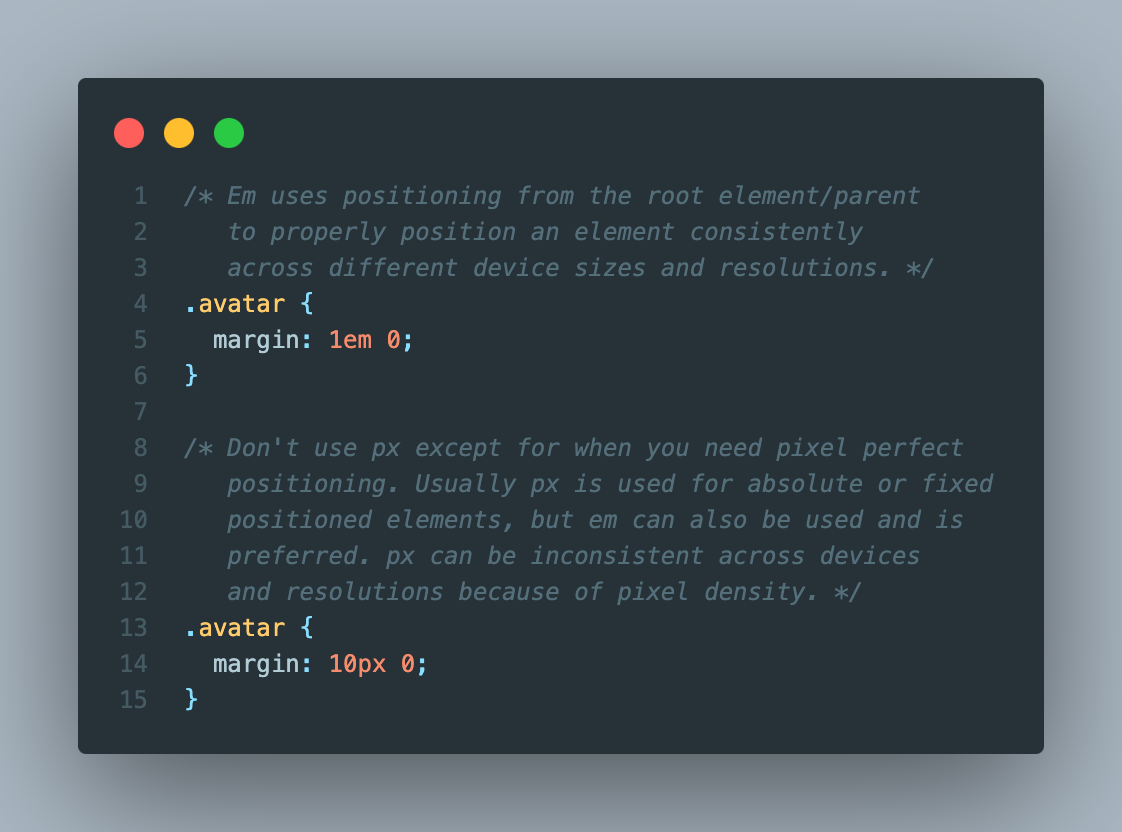 1 /* Em uses positioning from the root element/parent
2 to properly position an element consistently
3 across different device sizes and resolutions. */
4 .avatar {
5 margin: 1em 0;
6 }
7
8 /* Don't use px except for when you need pixel perfect
9 positioning. Usually px is used for absolute or fixed
10 positioned elements, but em can also be used and is
11 preferred. px can be inconsistent across devices
12 and resolutions because of pixel density. */
13 .avatar {
14 margin: 10px 0;
15 }